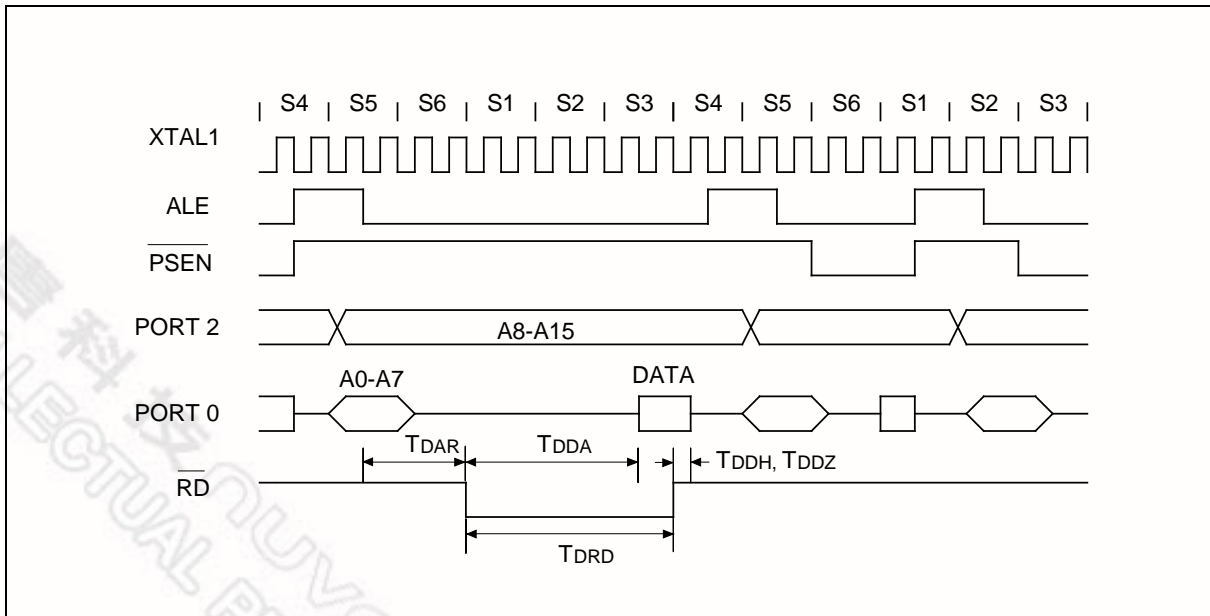 S4 S5 S6 S1 S2 S3 S4 S5 S6 S1 S2 S3
XTAL1
ALE
PSEN
PORT 2
A8-A15
A0-A7
DATA
PORT 0
TDAR
TDDA
TDDH, TDDZ
RD
TDRD